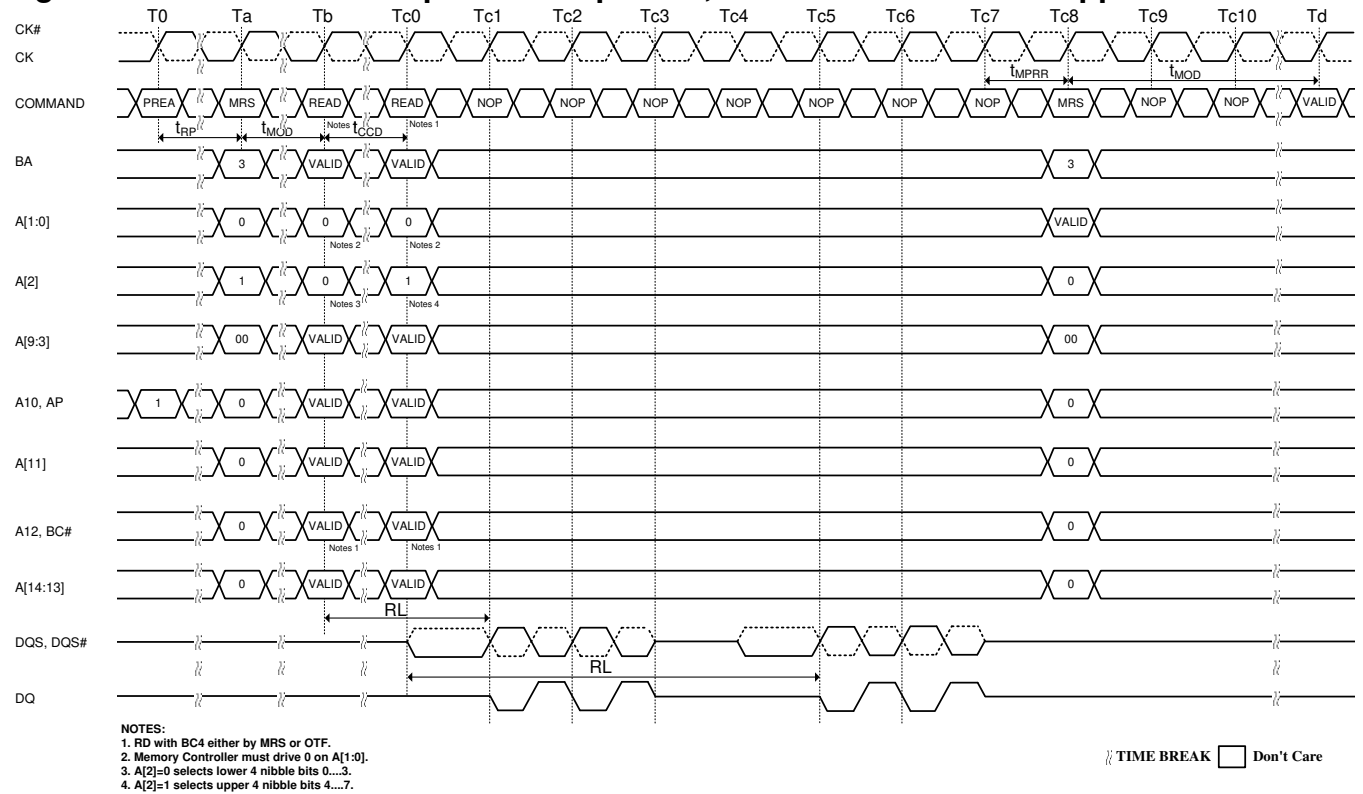 T0 Ta Tb Tc0 Tc1 Tc2 Tc3 Tc4 Tc5 Tc6 Tc7 Tc8 Tc9 Tc10 Td
CK#
CK
tMPRR tMOD
COMMAND PREA MRS READ READ NOP NOP NOP NOP NOP NOP NOP MRS NOP NOP VALID
Notes Notes 1
tRP tMOD tCCD
BA 3 VALID VALID 3
A[1:0] 0 0 0 VALID
Notes 2 Notes 2
A[2] 1 0 1 0
Notes 3 Notes 4
A[9:3] 00 VALID VALID 00
A10, AP 1 0 VALID VALID 0
A[11] 0 VALID VALID 0
A12, BC# 0 VALID VALID 0
Notes 1 Notes 1
A[14:13] 0 VALID VALID 0
RL
DQS, DQS#
RL
DQ
NOTES:
1. RD with BC4 either by MRS or OTF.
2. Memory Controller must drive 0 on A[1:0].
3. A[2]=0 selects lower 4 nibble bits 0....3.
4. A[2]=1 selects upper 4 nibble bits 4....7.
TIME BREAK Don't Care